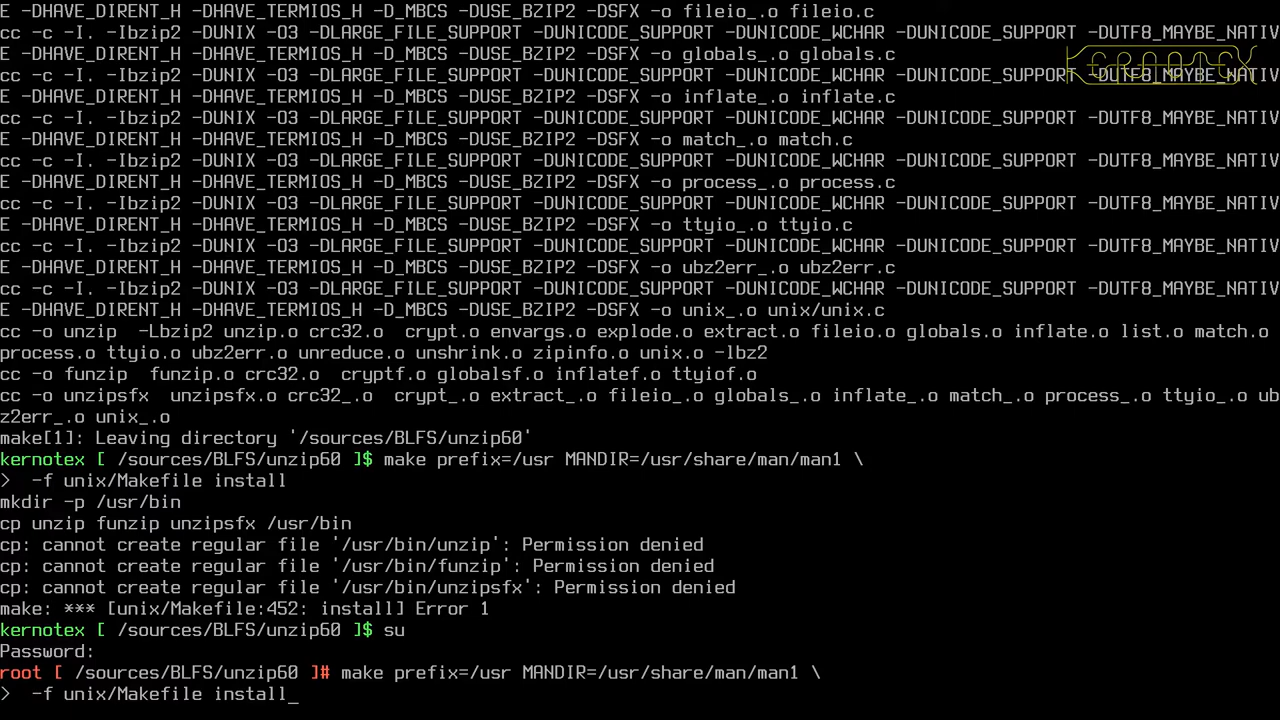 E -DHAVE_DIRENT_H -DHAVE_TERMIOS_H -D_MBCS -DUSE_BZIP2 -DSFX -o fileio_.o fileio.c
cc -c -I. -Ibzip2 -DUNIX -O3 -DLARGE_FILE_SUPPORT -DUNICODE_SUPPORT -DUNICODE_WCHAR -DUNICODE_SUPPORT -DUTF8_MAYBE_NATIV
E -DHAVE_DIRENT_H -DHAVE_TERMIOS_H -D_MBCS -DUSE_BZIP2 -DSFX -o globals_.o globals.c
KERNOTEX
cc -c -I. -Ibzip2 -DUNIX -O3 -DLARGE_FILE_SUPPORT -DUNICODE_SUPPORT -DUNICODE_WCHAR -DUNICODE_SUPPORT -DUTF8_MAYBE_NATIV
E -DHAVE_DIRENT_H -DHAVE_TERMIOS_H -D_MBCS -DUSE_BZIP2 -DSFX -o inflate_.o inflate.c
cc -c -I. -Ibzip2 -DUNIX -O3 -DLARGE_FILE_SUPPORT -DUNICODE_SUPPORT -DUNICODE_WCHAR -DUNICODE_SUPPORT -DUTF8_MAYBE_NATIV
E -DHAVE_DIRENT_H -DHAVE_TERMIOS_H -D_MBCS -DUSE_BZIP2 -DSFX -o match_.o match.c
cc -c -I. -Ibzip2 -DUNIX -O3 -DLARGE_FILE_SUPPORT -DUNICODE_SUPPORT -DUNICODE_WCHAR -DUNICODE_SUPPORT -DUTF8_MAYBE_NATIV
E -DHAVE_DIRENT_H -DHAVE_TERMIOS_H -D_MBCS -DUSE_BZIP2 -DSFX -o process_.o process.c
cc -c -I. -Ibzip2 -DUNIX -O3 -DLARGE_FILE_SUPPORT -DUNICODE_SUPPORT -DUNICODE_WCHAR -DUNICODE_SUPPORT -DUTF8_MAYBE_NATIV
E -DHAVE_DIRENT_H -DHAVE_TERMIOS_H -D_MBCS -DUSE_BZIP2 -DSFX -o ttyio_.o ttyio.c
cc -c -I. -Ibzip2 -DUNIX -O3 -DLARGE_FILE_SUPPORT -DUNICODE_SUPPORT -DUNICODE_WCHAR -DUNICODE_SUPPORT -DUTF8_MAYBE_NATIV
E -DHAVE_DIRENT_H -DHAVE_TERMIOS_H -D_MBCS -DUSE_BZIP2 -DSFX -o ubz2err_.o ubz2err.c
cc -c -I. -Ibzip2 -DUNIX -O3 -DLARGE_FILE_SUPPORT -DUNICODE_SUPPORT -DUNICODE_WCHAR -DUNICODE_SUPPORT -DUTF8_MAYBE_NATIV
E -DHAVE_DIRENT_H -DHAVE_TERMIOS_H -D_MBCS -DUSE_BZIP2 -DSFX -o unix_.o unix/unix.c
cc -o unzip  -Lbzip2 unzip.o crc32.o  crypt.o envargs.o explode.o extract.o fileio.o globals.o inflate.o list.o match.o
process.o ttyio.o ubz2err.o unreduce.o unshrink.o zipinfo.o unix.o -lbz2
cc -o funzip  funzip.o crc32.o  cryptf.o globalsf.o inflatef.o ttyiof.o
cc -o unzipsfx  unzipsfx.o crc32_.o  crypt_.o extract_.o fileio_.o globals_.o inflate_.o match_.o process_.o ttyio_.o ub
z2err_.o unix_.o
make[1]: Leaving directory '/sources/BLFS/unzip60'
kernotex [ /sources/BLFS/unzip60 ]$ make prefix=/usr MANDIR=/usr/share/man/man1 \
>  -f unix/Makefile install
mkdir -p /usr/bin
cp unzip funzip unzipsfx /usr/bin
cp: cannot create regular file '/usr/bin/unzip': Permission denied
cp: cannot create regular file '/usr/bin/funzip': Permission denied
cp: cannot create regular file '/usr/bin/unzipsfx': Permission denied
make: *** [unix/Makefile:452: install] Error 1
kernotex [ /sources/BLFS/unzip60 ]$ su
Password:
root [ /sources/BLFS/unzip60 ]# make prefix=/usr MANDIR=/usr/share/man/man1 \
>  -f unix/Makefile install_